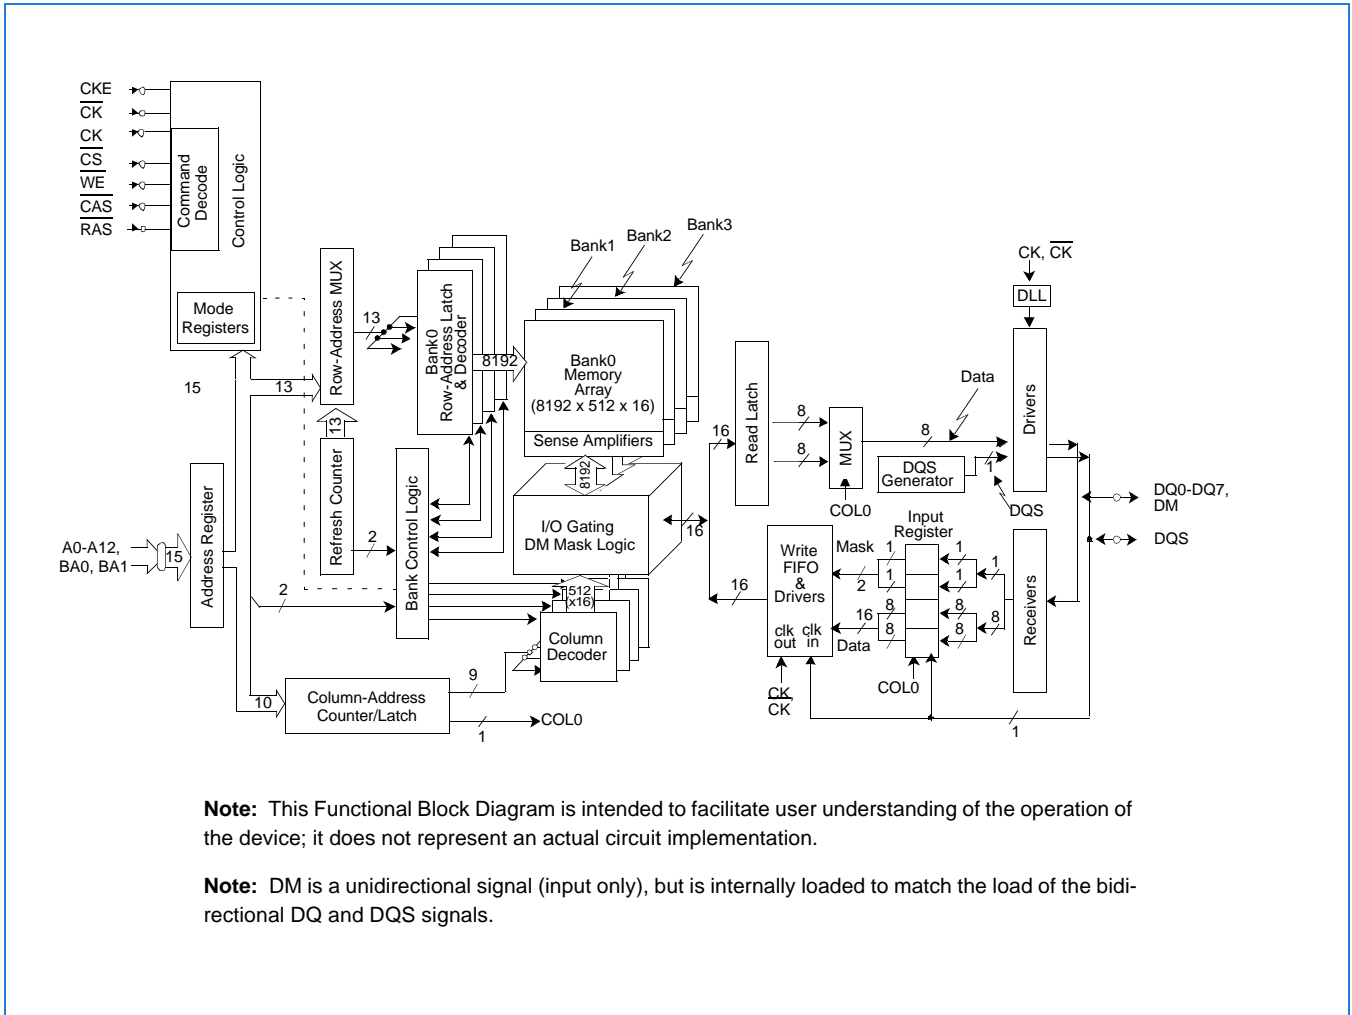 CKE
CK
CK
CS
WE
CAS
RAS
Command
Decode
Control Logic
Mode
Registers
15
13
Row-Address MUX
13
Refresh Counter
13
Bank0
Row-Address Latch
& Decoder
8192
Bank1
Bank2
Bank3
Bank0
Memory
Array
(8192 x 512 x 16)
Sense Amplifiers
8192
I/O Gating
DM Mask Logic
16
A0-A12,
BA0, BA1
15
Address Register
2
2
Bank Control Logic
512
(x16)
Column
Decoder
10
Column-Address
Counter/Latch
9
1
COL0
16
Read Latch
8
8
MUX
COL0
8
Data
DQS
Generator
1
DQS
CK, CK
DLL
Drivers
DQ0-DQ7,
DM
DQS
16
Write
FIFO
&
Drivers
clk clk
out in
CK,
CK
Mask
2
16
Data
Input
Register
1
1
8
8
1
1
8
8
1
8
COL0
Receivers
1
Note: This Functional Block Diagram is intended to facilitate user understanding of the operation of
the device; it does not represent an actual circuit implementation.
Note: DM is a unidirectional signal (input only), but is internally loaded to match the load of the bidi-
rectional DQ and DQS signals.